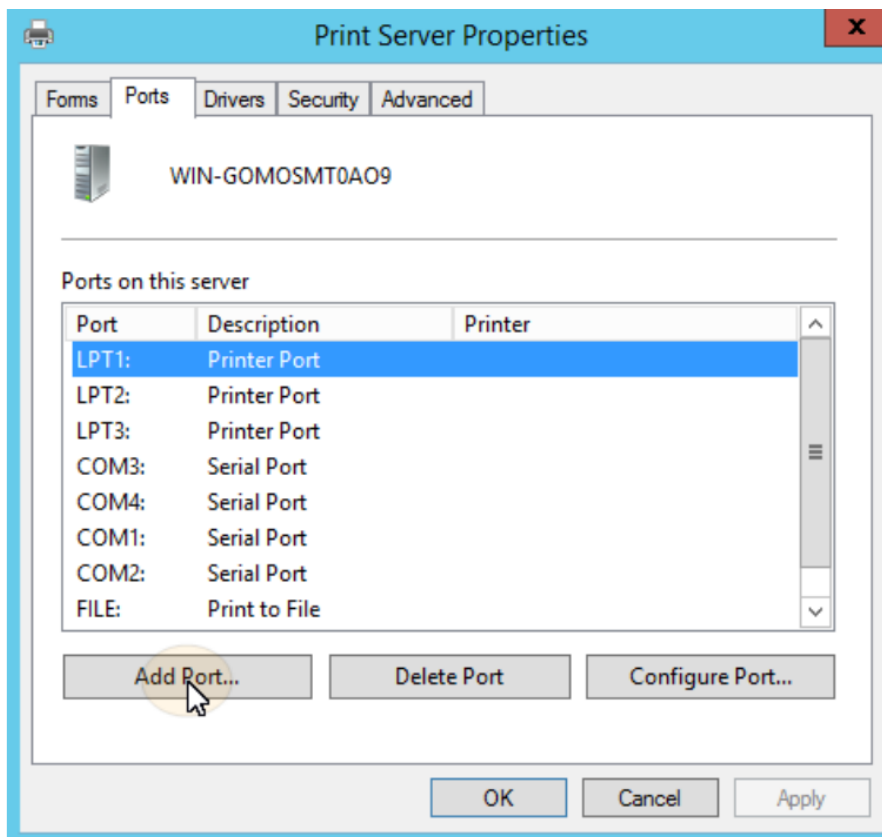 Print Server Properties
Forms Ports Drivers Security Advanced
WIN-GOMOSMT0AO9
Ports on this server
Port Description Printer
LPT1: Printer Port
LPT2: Printer Port
LPT3: Printer Port
COM3: Serial Port
COM4: Serial Port
COM1: Serial Port
COM2: Serial Port
FILE: Print to File
Add Port... Delete Port Configure Port...
OK Cancel Apply